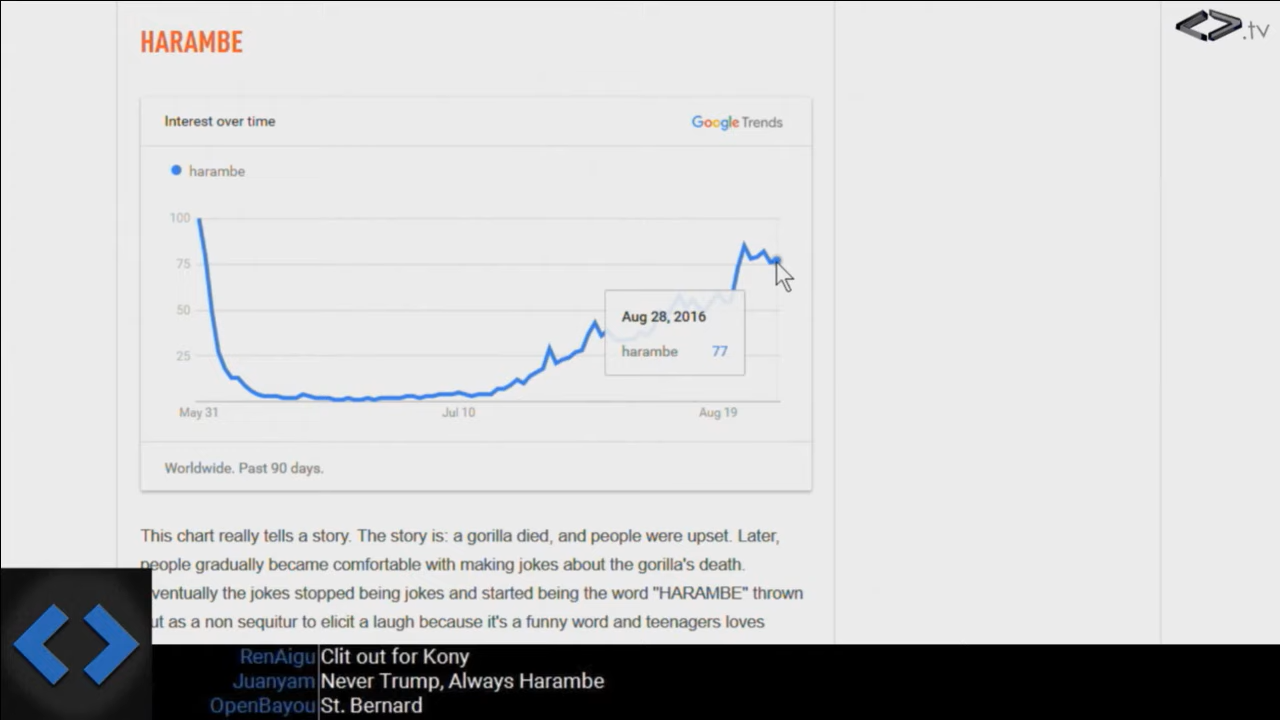 .tv
HARAMBE
Interest over time
Google Trends
harambe
100
75
50
25
Aug 28, 2016
harambe 77
May 31
Jul 10
Aug 19
Worldwide. Past 90 days.
This chart really tells a story. The story is: a gorilla died, and people were upset. Later,
people gradually became comfortable with making jokes about the gorilla's death.
ventually the jokes stopped being jokes and started being the word "HARAMBE" thrown
ut as a non sequitur to elicit a laugh because it's a funny word and teenagers loves
RenAigu Clit out for Kony
Juanyam Never Trump, Always Harambe
OpenBayou St. Bernard